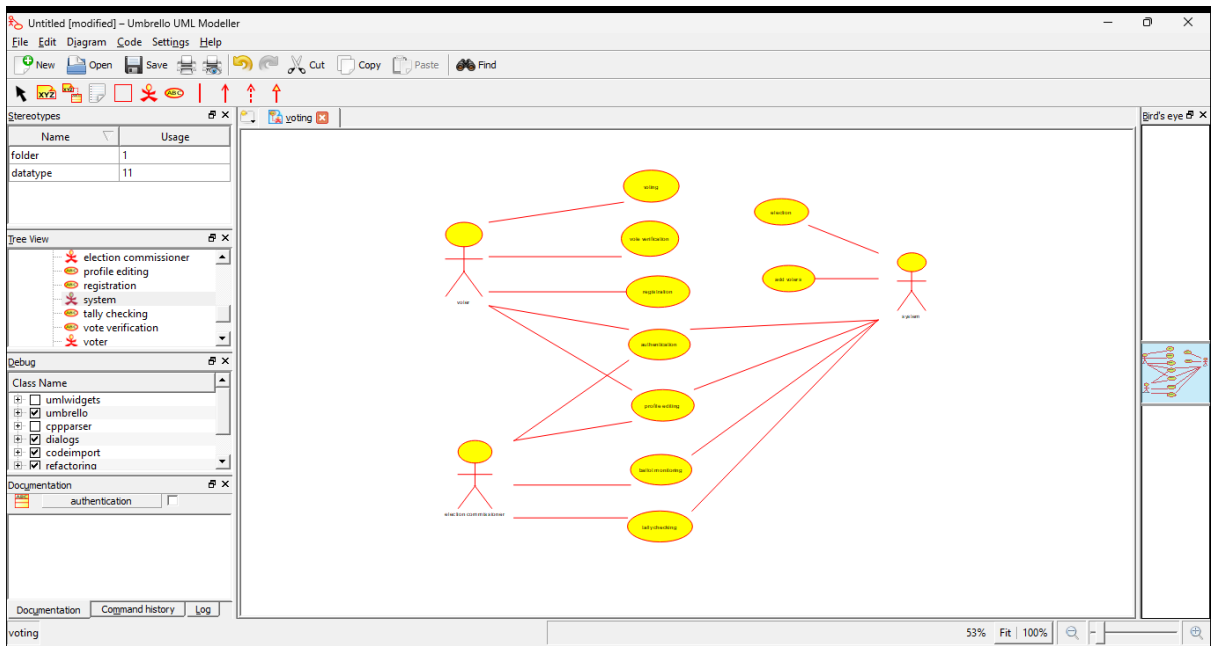 Untitled [modified] – Umbrello UML Modeller
File Edit Diagram Code Settings Help
New Open Save Cut Copy Paste Find
XYZ XYZ ABC
Stereotypes
Name Usage
folder 1
datatype 11
Tree View
election commissioner
profile editing
registration
system
tally checking
vote verification
voter
Debug
Class Name
umlwidgets
umbrello
cppparser
dialogs
codeimport
refactoring
Documentation
authentication
Documentation Command history Log
voting
voting
voting
vote verification
registration
authentication
profile editing
ballot monitoring
tally checking
election
add voters
voter
election commissioner
system
Bird's eye
53% Fit 100%